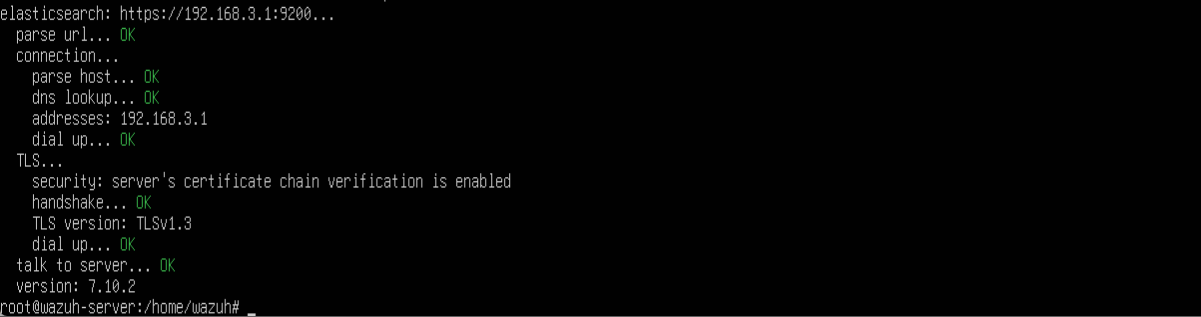 elasticsearch: https://192.168.3.1:9200...
parse url... OK
connection...
parse host... OK
dns lookup... OK
addresses: 192.168.3.1
dial up... OK
TLS...
security: server's certificate chain verification is enabled
handshake... OK
TLS version: TLSv1.3
dial up... OK
talk to server... OK
version: 7.10.2
root@wazuh-server:/home/wazuh# _